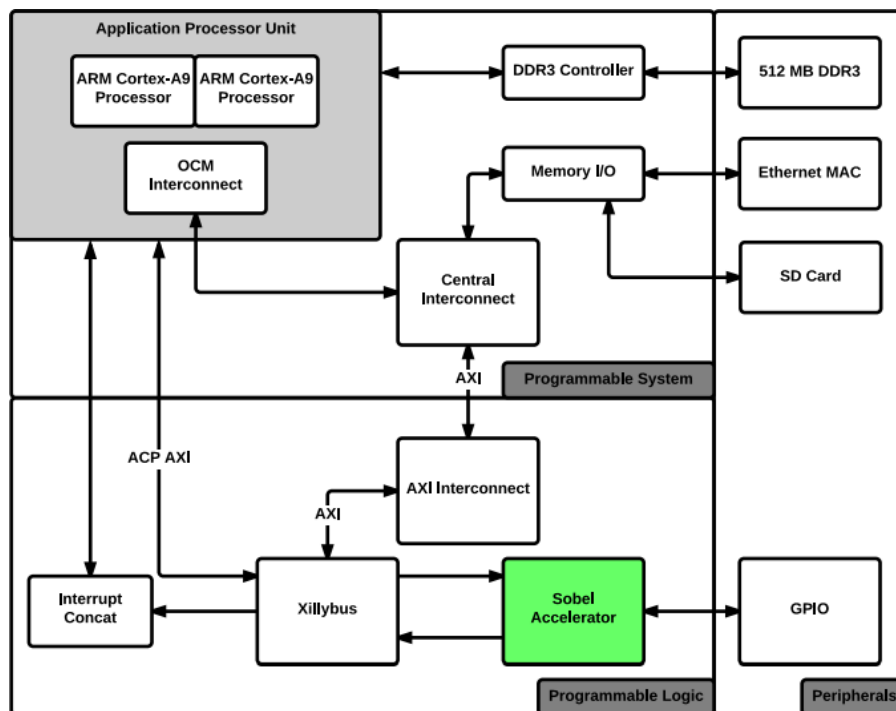 Application Processor Unit
ARM Cortex-A9
Processor
ARM Cortex-A9
Processor
OCM
Interconnect
DDR3 Controller
512 MB DDR3
Memory I/O
Ethernet MAC
SD Card
Central
Interconnect
Programmable System
AXI
ACP AXI
AXI Interconnect
AXI
Interrupt
Concat
Xillybus
Sobel
Accelerator
GPIO
Programmable Logic
Peripherals